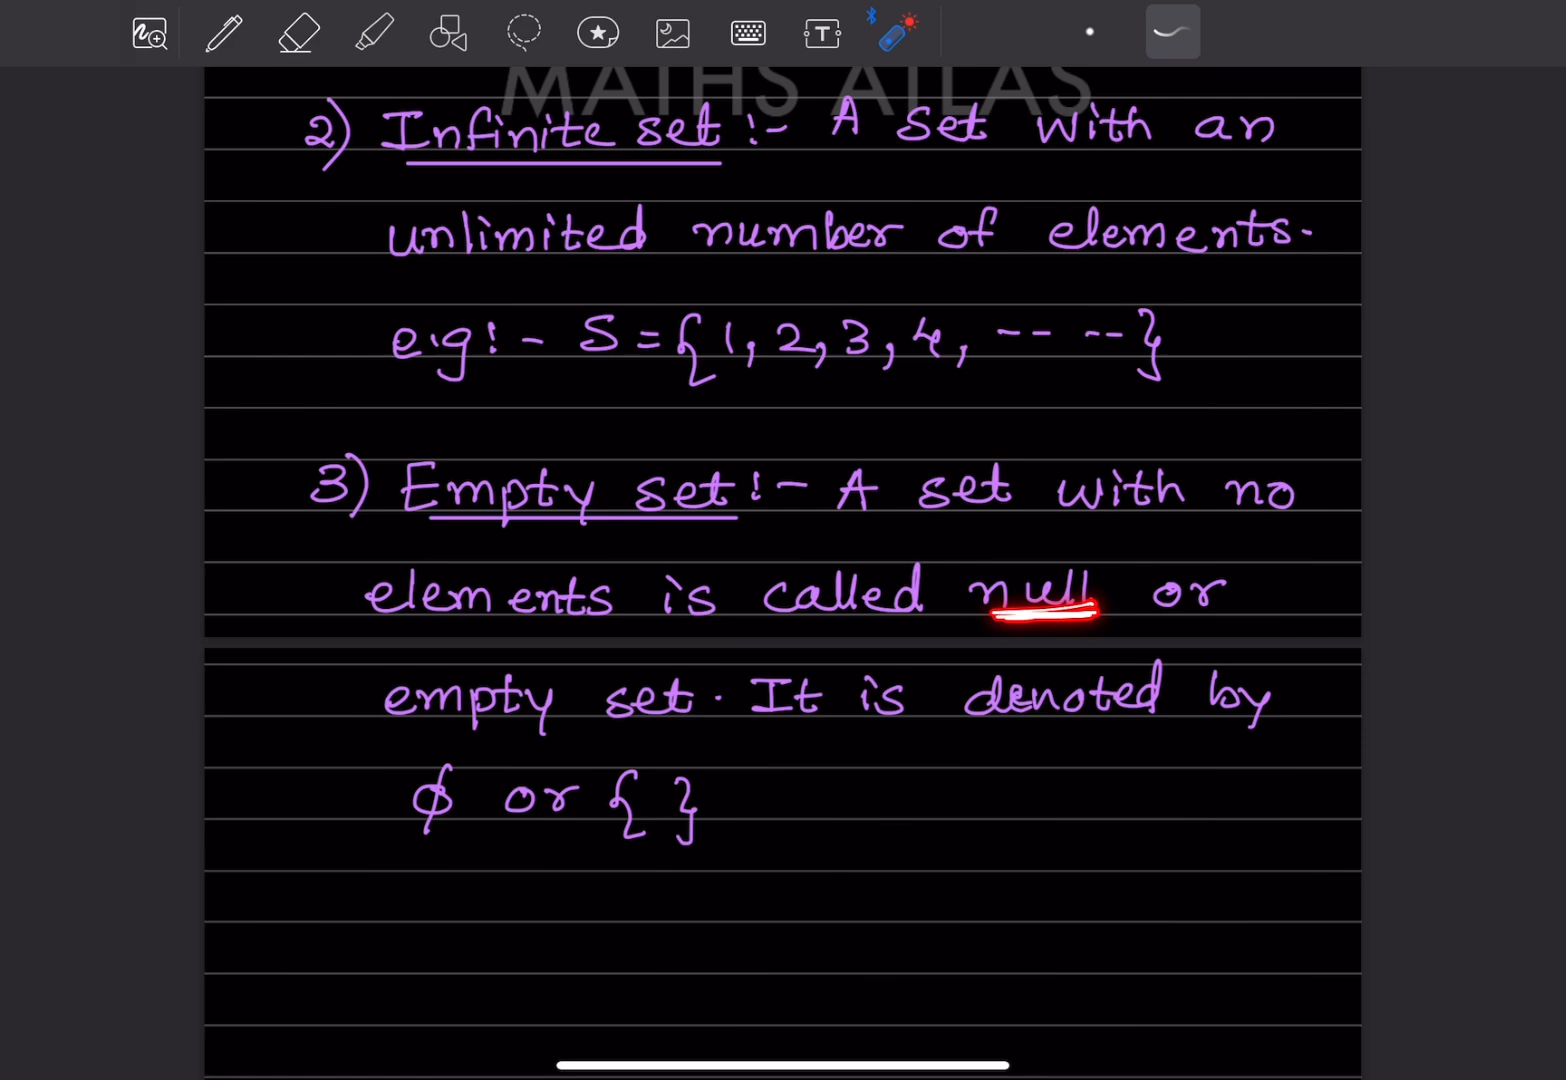 MATHS ATLAS
2) Infinite set :- A set with an
unlimited number of elements.
e.g :- S = {1, 2, 3, 4, -- --}
3) Empty set :- A set with no
elements is called null or
empty set. It is denoted by
ϕ or { }